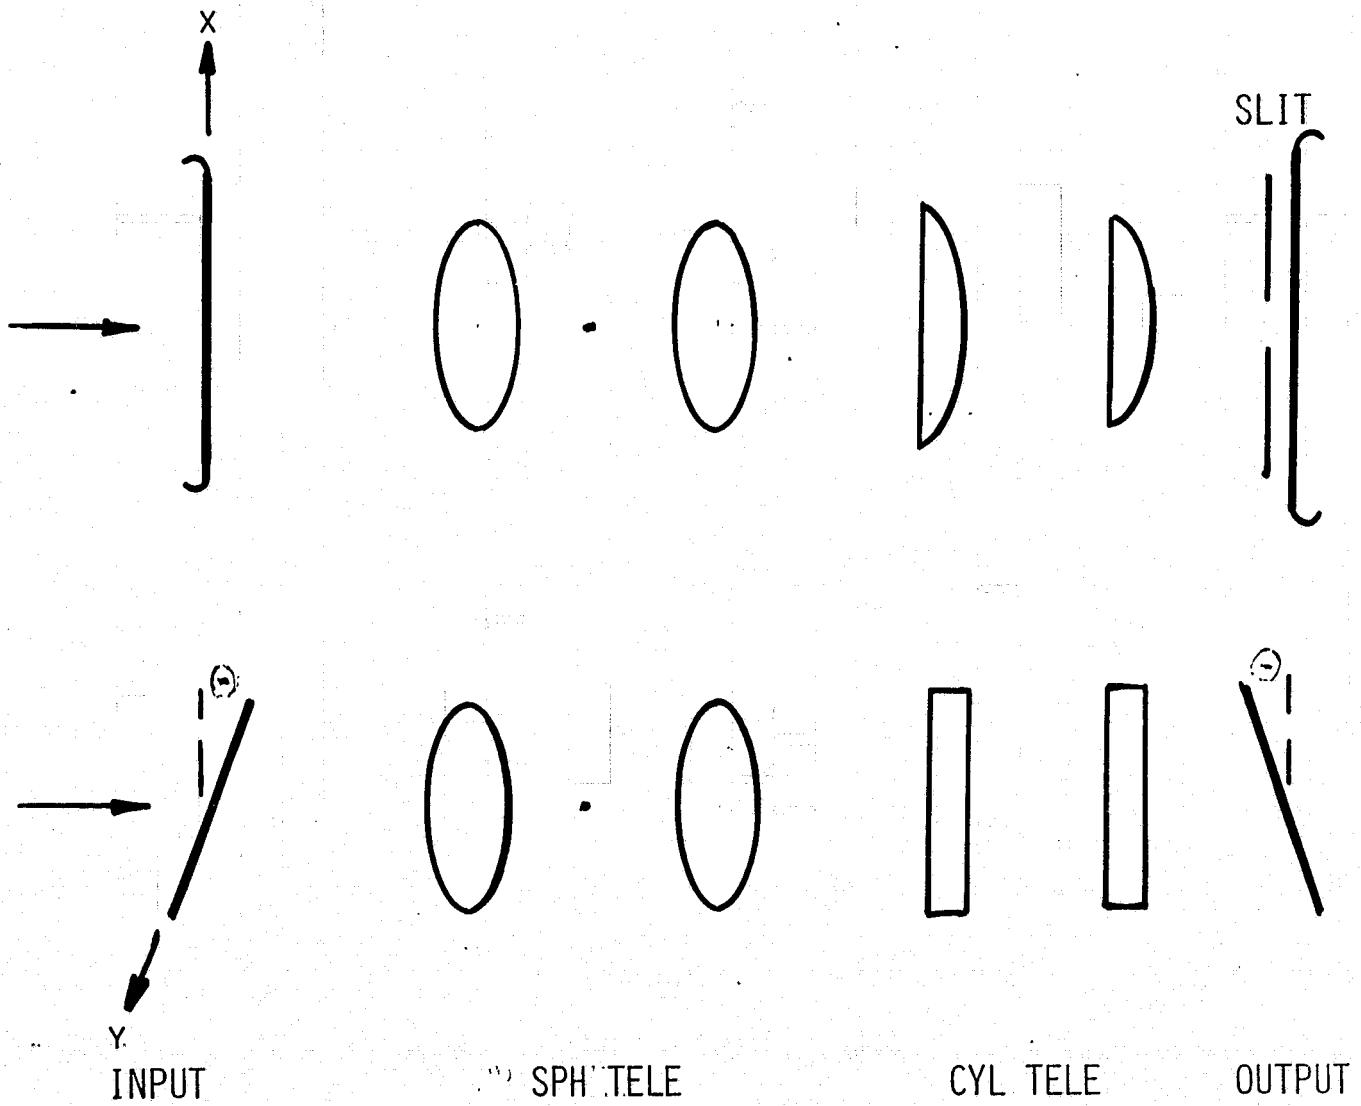 X
SLIT
Θ
Θ
Y
INPUT
SPH TELE
CYL TELE
OUTPUT